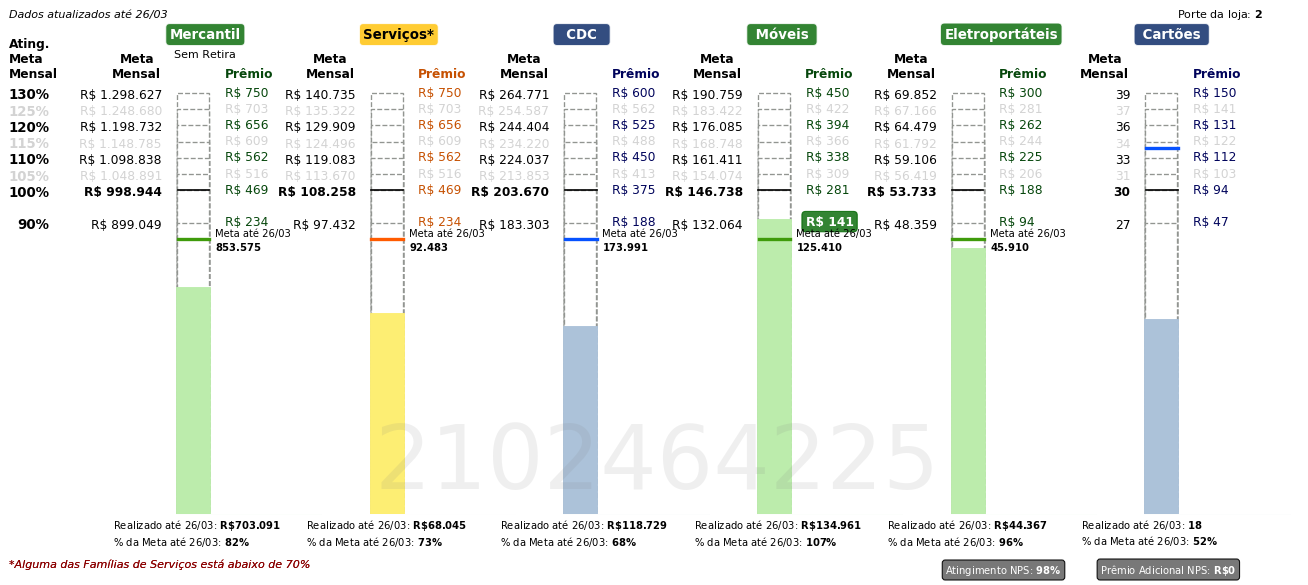 Dados atualizados até 26/03
Porte da loja: 2
Mercantil
Serviços*
CDC
Móveis
Eletroportáteis
Cartões
Sem Retira
Ating. Meta Mensal
Meta Mensal
Prêmio
Meta Mensal
Prêmio
Meta Mensal
Prêmio
Meta Mensal
Prêmio
Meta Mensal
Prêmio
Meta Mensal
Prêmio
130% R$ 1.298.627 R$ 750 R$ 140.735 R$ 750 R$ 264.771 R$ 600 R$ 190.759 R$ 450 R$ 69.852 R$ 300 39 R$ 150
125% R$ 1.248.680 R$ 703 R$ 135.322 R$ 703 R$ 254.587 R$ 562 R$ 183.422 R$ 422 R$ 67.166 R$ 281 37 R$ 141
120% R$ 1.198.732 R$ 656 R$ 129.909 R$ 656 R$ 244.404 R$ 525 R$ 176.085 R$ 394 R$ 64.479 R$ 262 36 R$ 131
115% R$ 1.148.785 R$ 609 R$ 124.496 R$ 609 R$ 234.220 R$ 488 R$ 168.748 R$ 366 R$ 61.792 R$ 244 34 R$ 122
110% R$ 1.098.838 R$ 562 R$ 119.083 R$ 562 R$ 224.037 R$ 450 R$ 161.411 R$ 338 R$ 59.106 R$ 225 33 R$ 112
105% R$ 1.048.891 R$ 516 R$ 113.670 R$ 516 R$ 213.853 R$ 413 R$ 154.074 R$ 309 R$ 56.419 R$ 206 31 R$ 103
100% R$ 998.944 R$ 469 R$ 108.258 R$ 469 R$ 203.670 R$ 375 R$ 146.738 R$ 281 R$ 53.733 R$ 188 30 R$ 94
90% R$ 899.049 R$ 234 R$ 97.432 R$ 234 R$ 183.303 R$ 188 R$ 132.064 R$ 141 R$ 48.359 R$ 94 27 R$ 47
Meta até 26/03
853.575
Meta até 26/03
92.483
Meta até 26/03
173.991
Meta até 26/03
125.410
Meta até 26/03
45.910
2102464225
Realizado até 26/03: R$703.091
% da Meta até 26/03: 82%
Realizado até 26/03: R$68.045
% da Meta até 26/03: 73%
Realizado até 26/03: R$118.729
% da Meta até 26/03: 68%
Realizado até 26/03: R$134.961
% da Meta até 26/03: 107%
Realizado até 26/03: R$44.367
% da Meta até 26/03: 96%
Realizado até 26/03: 18
% da Meta até 26/03: 52%
*Alguma das Famílias de Serviços está abaixo de 70%
Atingimento NPS: 98%
Prêmio Adicional NPS: R$0